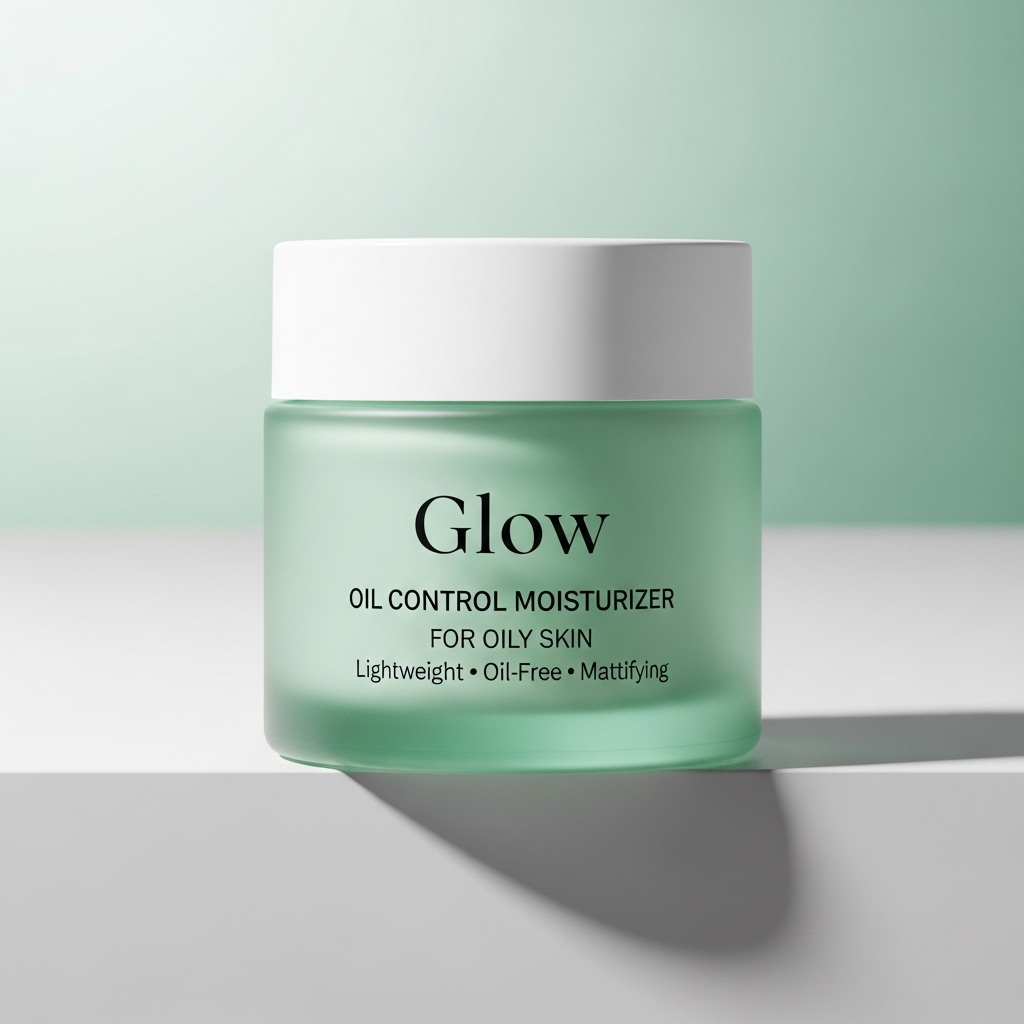 Glow
OIL CONTROL MOISTURIZER
FOR OILY SKIN
Lightweight • Oil-Free • Mattifying